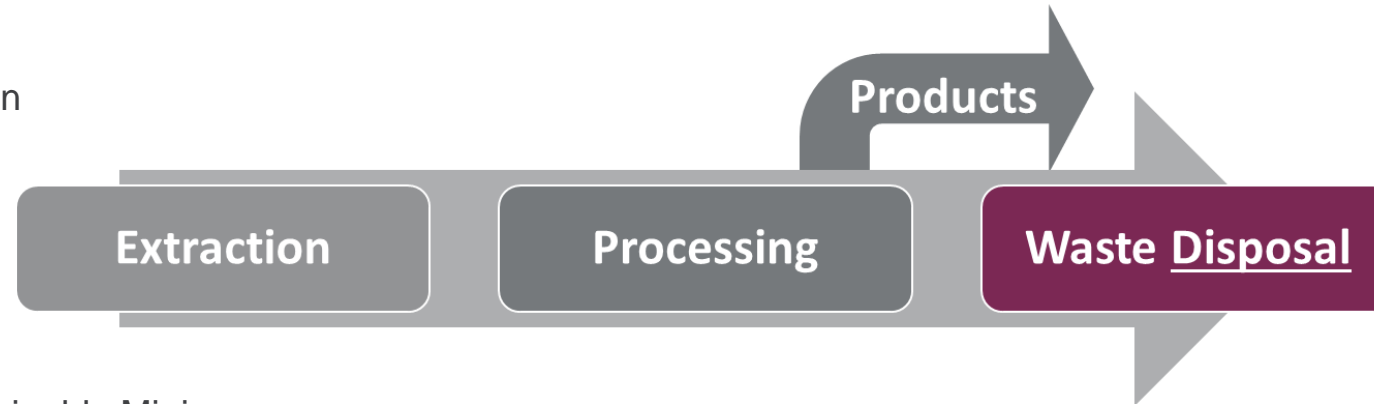 Products
Extraction
Processing
Waste Disposal